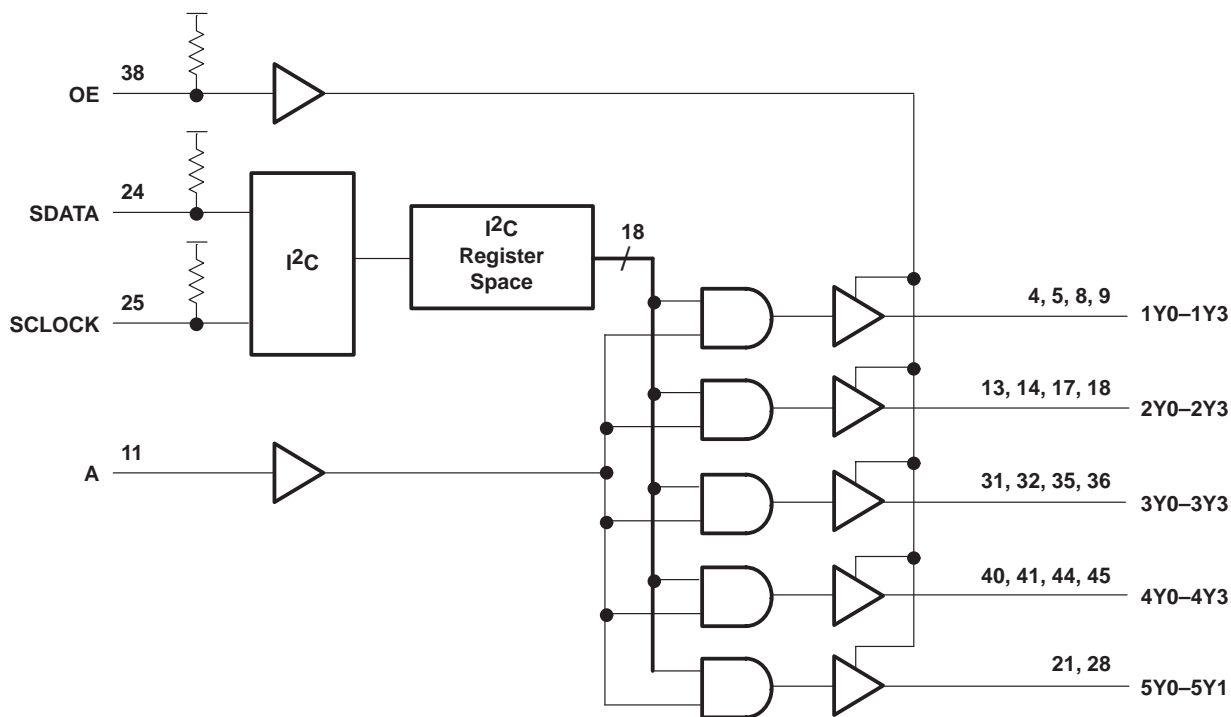 38
OE
24
SDATA
I²C
I²C
Register
Space
18
25
SCLOCK
4, 5, 8, 9
1Y0–1Y3
13, 14, 17, 18
2Y0–2Y3
11
A
31, 32, 35, 36
3Y0–3Y3
40, 41, 44, 45
4Y0–4Y3
21, 28
5Y0–5Y1